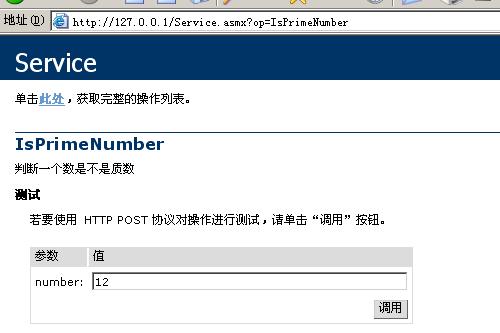 地址(D) http://127.0.0.1/Service.asmx?op=IsPrimeNumber
Service
单击此处，获取完整的操作列表。
IsPrimeNumber
判断一个数是不是质数
测试
若要使用 HTTP POST 协议对操作进行测试，请单击“调用”按钮。
参数 值
number: 12
调用